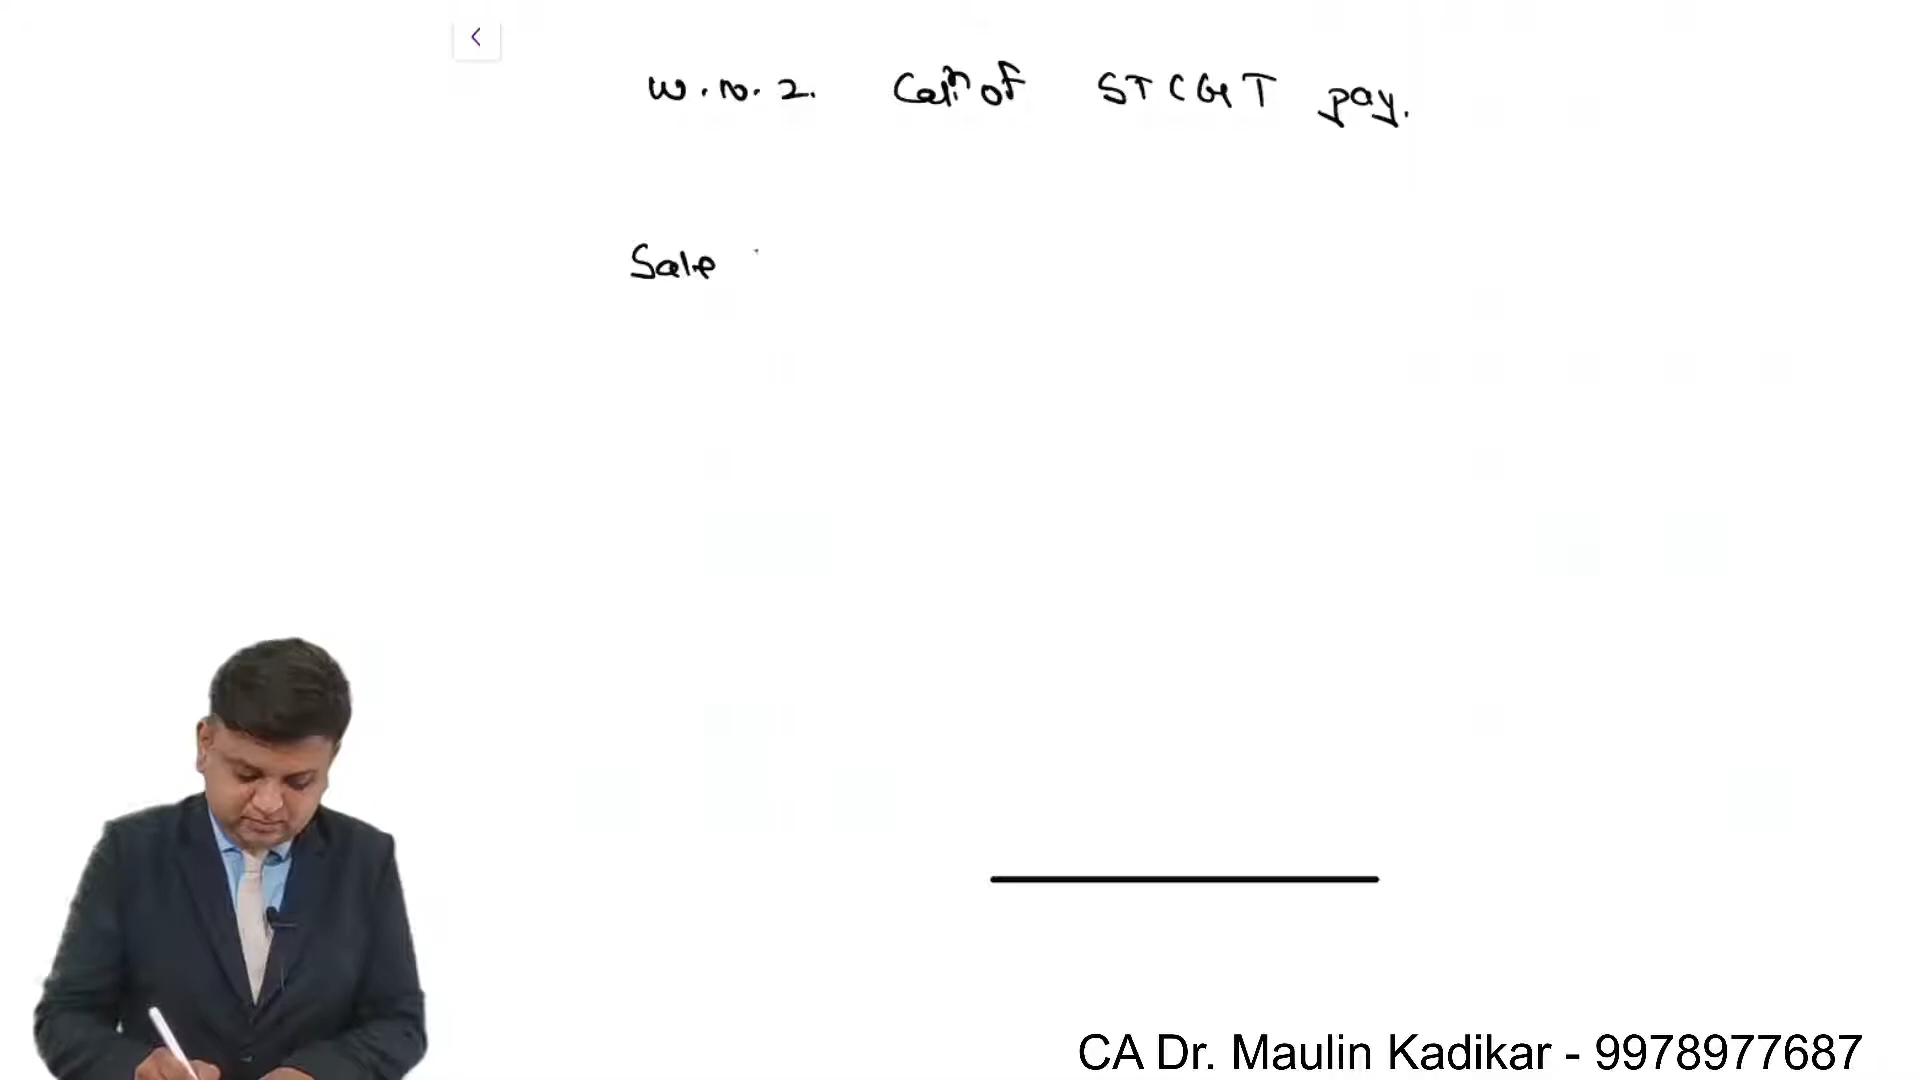 W.N.2. Calⁿ of STCGT pay.
Sale
CA Dr. Maulin Kadikar - 9978977687